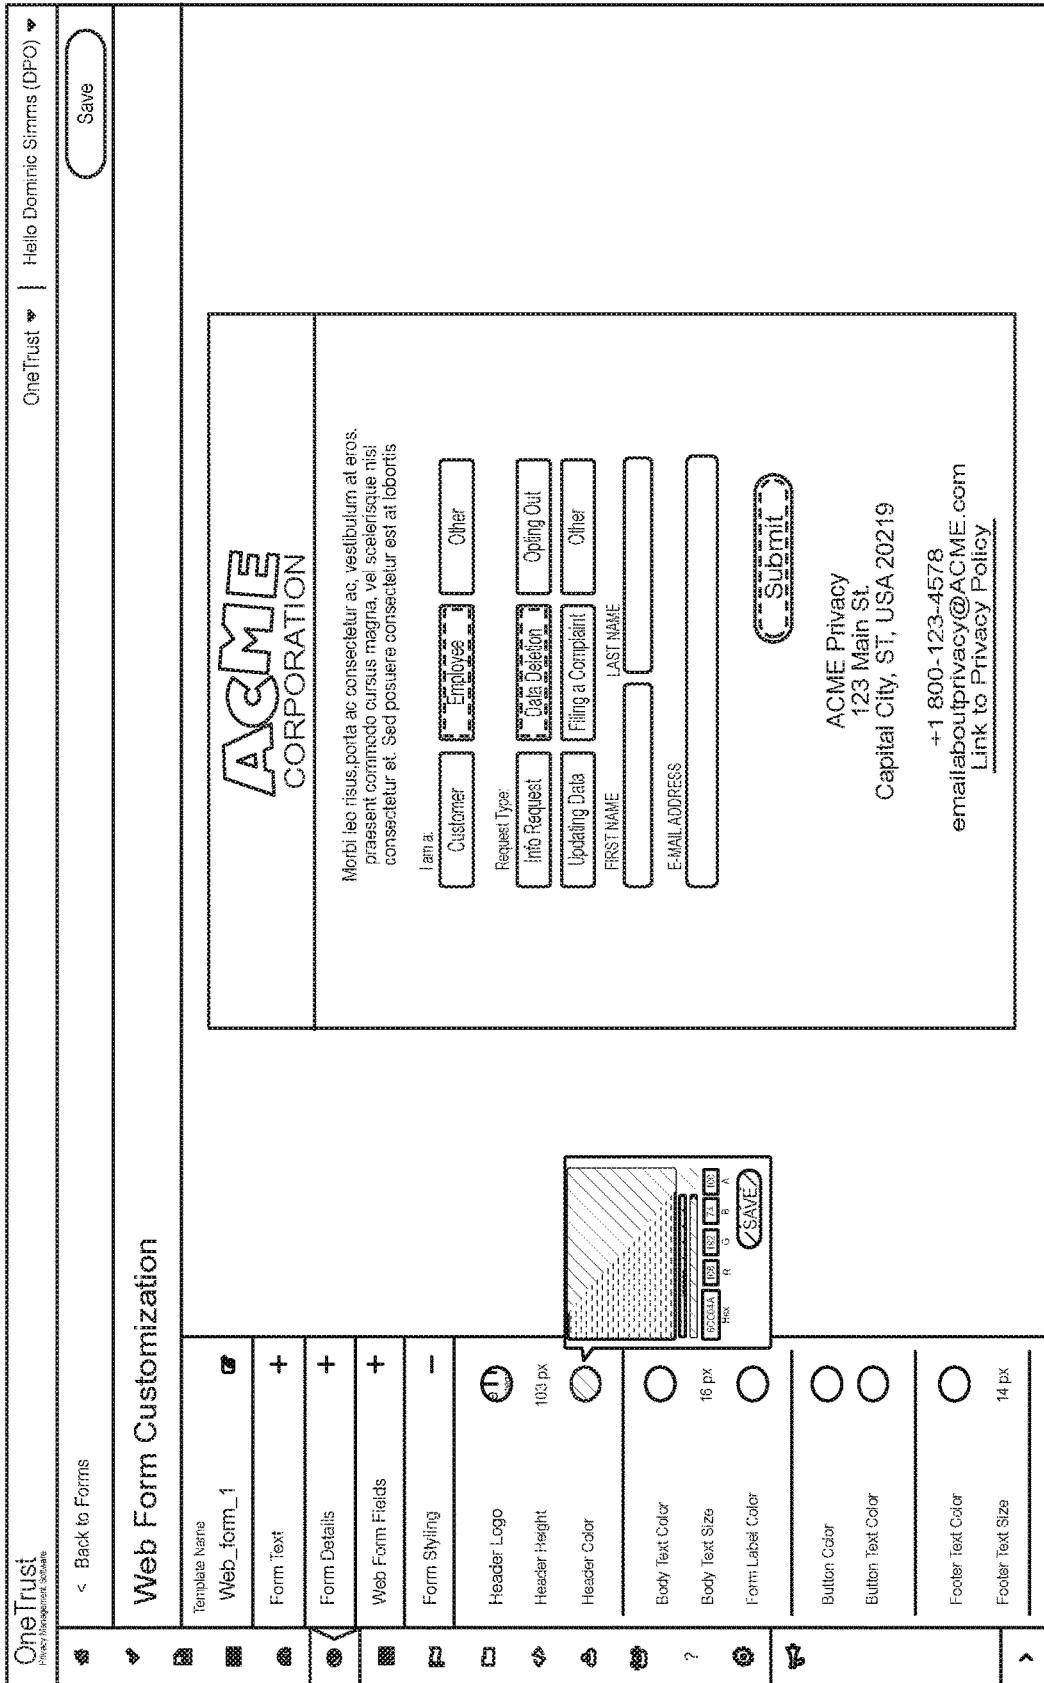 OneTrust
Privacy Management Software
OneTrust
Hello Dominic Simms (DPO)
< Back to Forms
Save
Web Form Customization
Template Name
Web_form_1
Form Text +
Form Details +
Web Form Fields +
Form Styling –
Header Logo
Header Height 103 px
Header Color
Body Text Color
Body Text Size 16 px
Form Label Color
Button Color
Button Text Color
Footer Text Color
Footer Text Size 14 px
?
Hex R G B A
SAVE
ACME
CORPORATION
Morbi leo risus,porta ac consectetur ac, vestibulum at eros.
praesent commodo cursus magna, vel scelerisque nisl
consectetur et. Sed posuere consectetur est at lobortis
I am a:
Customer Employee Other
Request Type:
Info Request Data Deletion Opting Out
Updating Data Filing a Complaint Other
FIRST NAME LAST NAME
E-MAIL ADDRESS
Submit
ACME Privacy
123 Main St.
Capital City, ST, USA 20219
+1 800-123-4578
emailaboutprivacy@ACME.com
Link to Privacy Policy